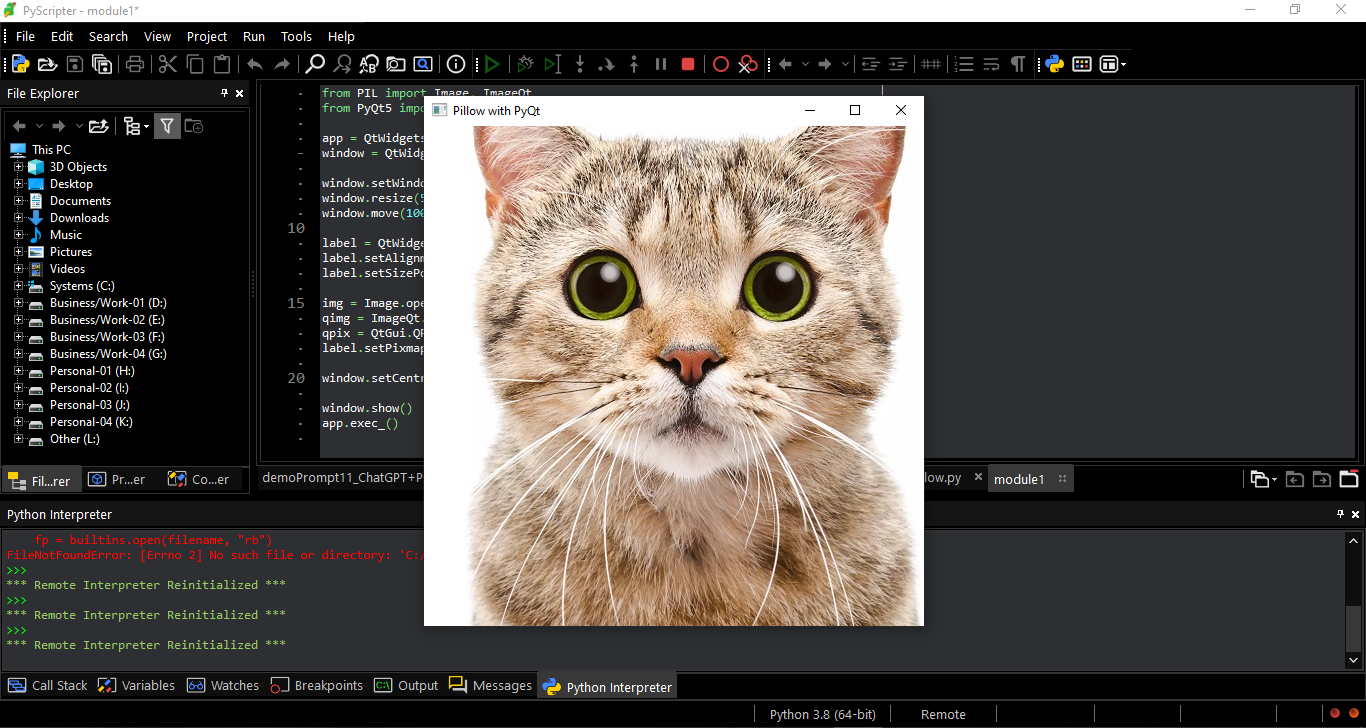 PyScripter - module1*
File Edit Search View Project Run Tools Help
File Explorer
This PC
3D Objects
Desktop
Documents
Downloads
Music
Pictures
Videos
Systems (C:)
Business/Work-01 (D:)
Business/Work-02 (E:)
Business/Work-03 (F:)
Business/Work-04 (G:)
Personal-01 (H:)
Personal-02 (I:)
Personal-03 (J:)
Personal-04 (K:)
Other (L:)
Fil...rer Pr...er Co...er
from PIL import Image, ImageQt
from PyQt5 impo
app = QtWidgets
window = QtWidg
window.setWindo
window.resize(5
window.move(100
10
label = QtWidge
label.setAlignm
label.setSizePo
15 img = Image.ope
qimg = ImageQt.
qpix = QtGui.QP
label.setPixmap
20 window.setCentr
window.show()
app.exec_()
Pillow with PyQt
demoPrompt11_ChatGPT+P
low.py module1
Python Interpreter
fp = builtins.open(filename, "rb")
FileNotFoundError: [Errno 2] No such file or directory: 'C:/
>>>
*** Remote Interpreter Reinitialized ***
>>>
*** Remote Interpreter Reinitialized ***
>>>
*** Remote Interpreter Reinitialized ***
Call Stack Variables Watches Breakpoints Output Messages Python Interpreter
Python 3.8 (64-bit) Remote